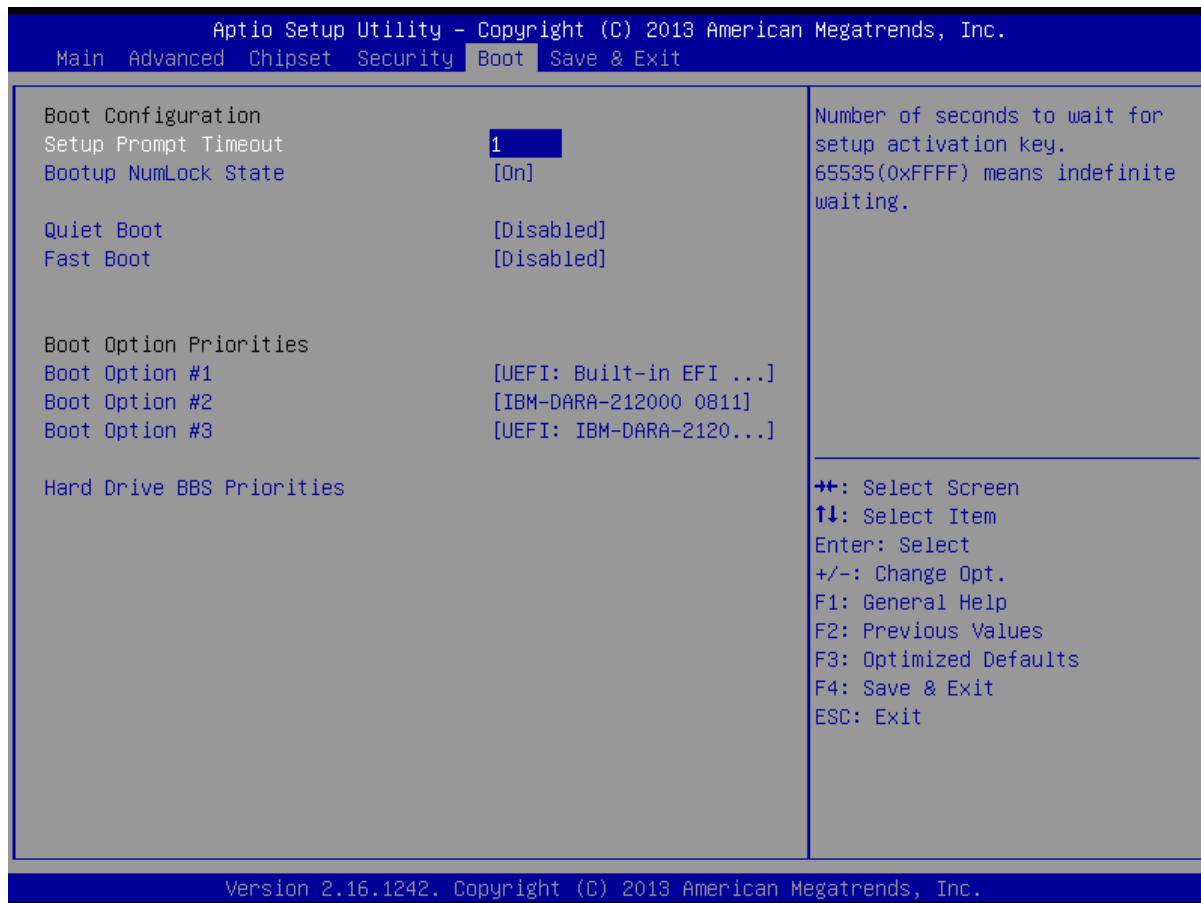 Aptio Setup Utility – Copyright (C) 2013 American Megatrends, Inc.
Main Advanced Chipset Security Boot Save & Exit
Boot Configuration
Setup Prompt Timeout 1
Bootup NumLock State [On]
Quiet Boot [Disabled]
Fast Boot [Disabled]
Boot Option Priorities
Boot Option #1 [UEFI: Built-in EFI ...]
Boot Option #2 [IBM-DARA-212000 0811]
Boot Option #3 [UEFI: IBM-DARA-2120...]
Hard Drive BBS Priorities
Number of seconds to wait for
setup activation key.
65535(0xFFFF) means indefinite
waiting.
→←: Select Screen
↑↓: Select Item
Enter: Select
+/-: Change Opt.
F1: General Help
F2: Previous Values
F3: Optimized Defaults
F4: Save & Exit
ESC: Exit
Version 2.16.1242. Copyright (C) 2013 American Megatrends, Inc.